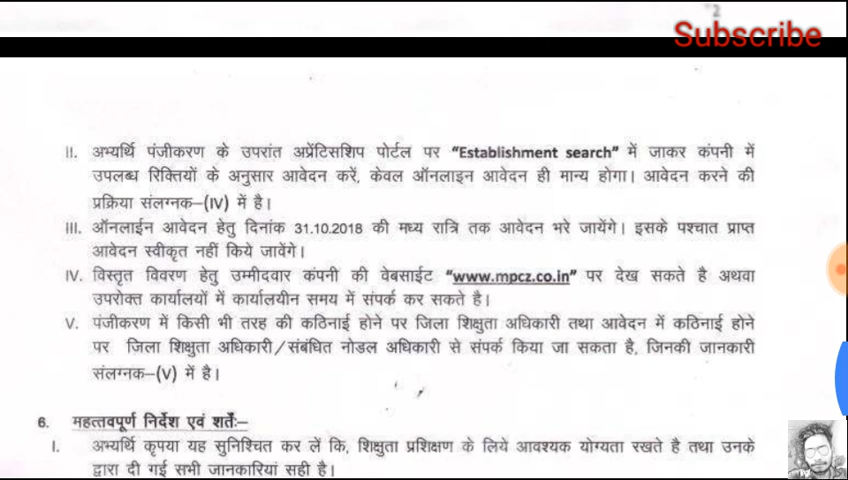 2
Subscribe
II. अभ्यर्थि पंजीकरण के उपरांत अप्रेंटिसशिप पोर्टल पर "Establishment search" में जाकर कंपनी में
उपलब्ध रिक्तियों के अनुसार आवेदन करें, केवल ऑनलाइन आवेदन ही मान्य होगा। आवेदन करने की
प्रक्रिया संलग्नक–(IV) में है।
III. ऑनलाईन आवेदन हेतु दिनांक 31.10.2018 की मध्य रात्रि तक आवेदन भरे जायेंगे। इसके पश्चात प्राप्त
आवेदन स्वीकृत नहीं किये जावेंगे।
IV. विस्तृत विवरण हेतु उम्मीदवार कंपनी की वेबसाईट "www.mpcz.co.in" पर देख सकते है अथवा
उपरोक्त कार्यालयों में कार्यालयीन समय में संपर्क कर सकते है।
V. पंजीकरण में किसी भी तरह की कठिनाई होने पर जिला शिक्षुता अधिकारी तथा आवेदन में कठिनाई होने
पर जिला शिक्षुता अधिकारी/संबंधित नोडल अधिकारी से संपर्क किया जा सकता है, जिनकी जानकारी
संलग्नक–(V) में है।
6. महत्तवपूर्ण निर्देश एवं शर्तेः–
I. अभ्यर्थि कृपया यह सुनिश्चित कर लें कि, शिक्षुता प्रशिक्षण के लिये आवश्यक योग्यता रखते है तथा उनके
द्वारा दी गई सभी जानकारियां सही है।